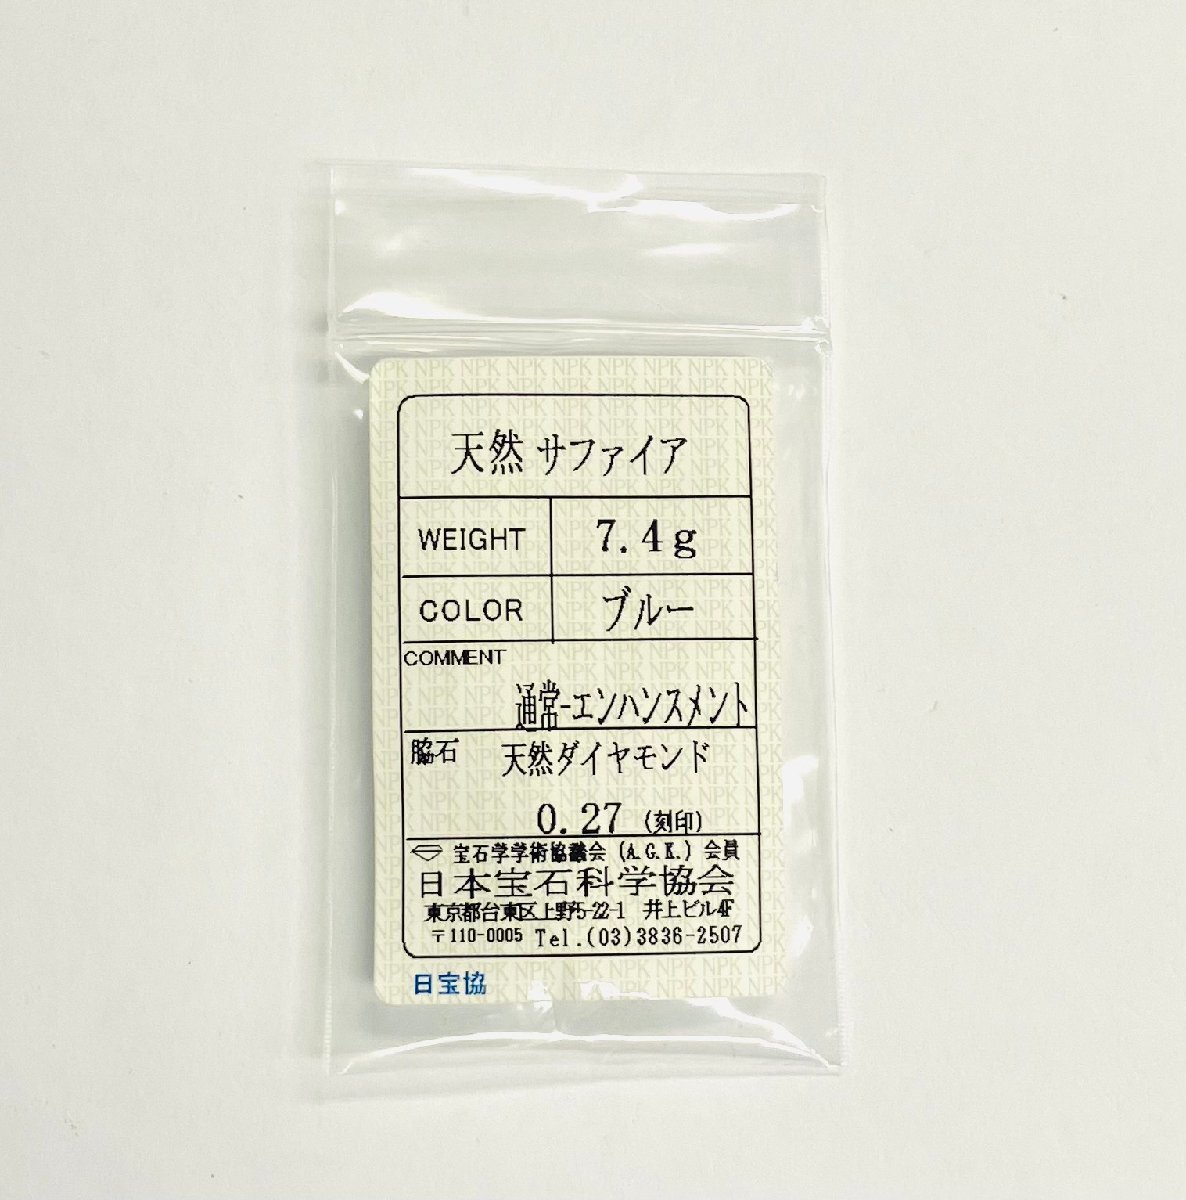 天然 サファイア
WEIGHT 7.4g
COLOR ブルー
COMMENT
通常-エンハンスメント
脇石 天然ダイヤモンド
0.27 (刻印)
宝石学学術協議会 (A.G.K.) 会員
日本宝石科学協会
東京都台東区上野5-22-1 井上ビル4F
〒110-0005 Tel.(03)3836-2507
日宝協